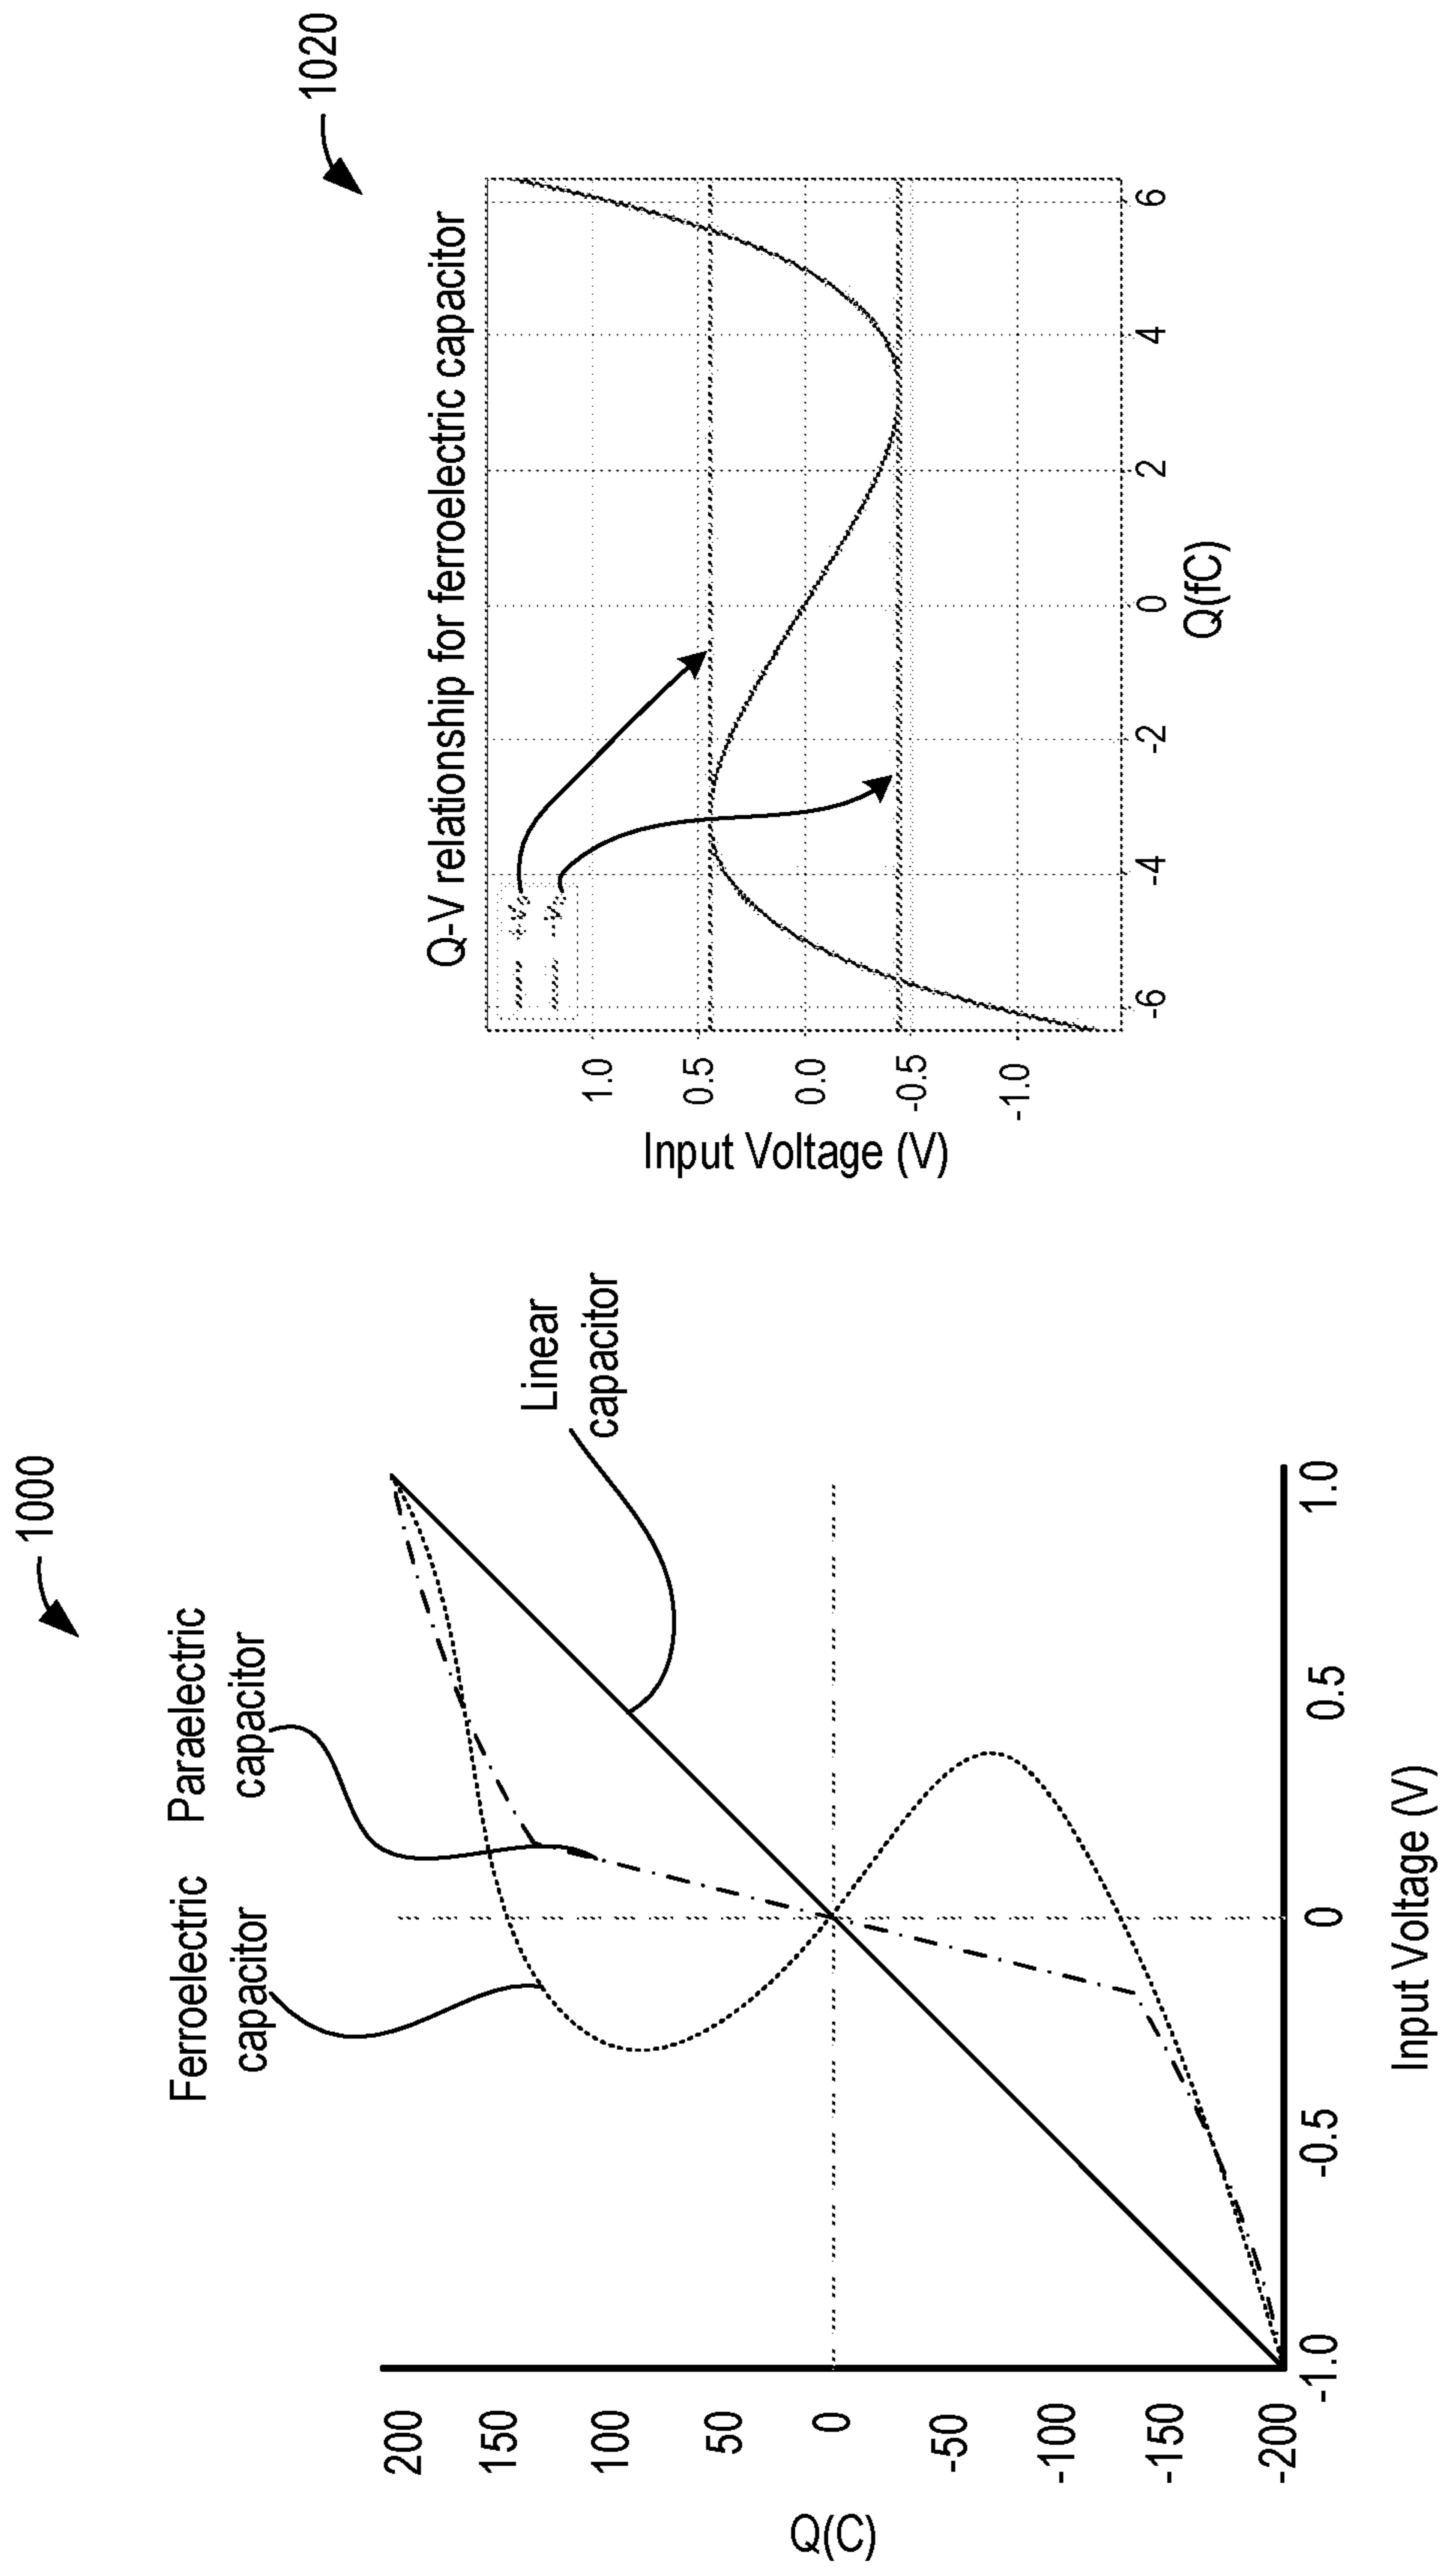 1000
Ferroelectric
capacitor
Paraelectric
capacitor
Linear
capacitor
Q(C)
200
150
100
50
0
-50
-100
-150
-200
-1.0
-0.5
0
0.5
1.0
Input Voltage (V)
1020
Q-V relationship for ferroelectric capacitor
Input Voltage (V)
1.0
0.5
0.0
-0.5
-1.0
-6
-4
-2
0
2
4
6
Q(fC)